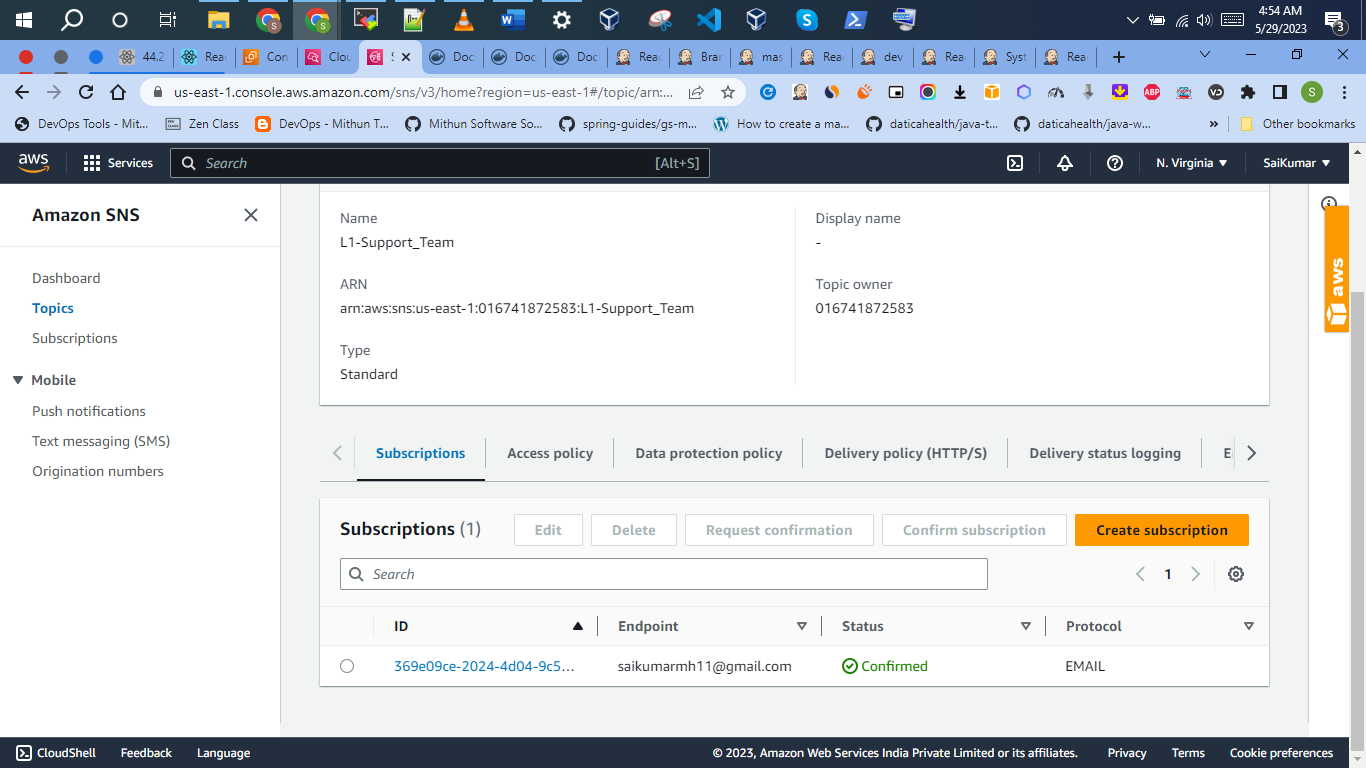 4:54 AM
5/29/2023
3
44.2
Rea
Con
Clou
S
Doc
Doc
Doc
Rea
Bran
mas
Rea
dev
Rea
Syst
Rea
us-east-1.console.aws.amazon.com/sns/v3/home?region=us-east-1#/topic/arn:...
ABP
S
DevOps Tools - Mit...
Zen Class
DevOps - Mithun T...
Mithun Software So...
spring-guides/gs-m...
How to create a ma...
daticahealth/java-t...
daticahealth/java-w...
»
Other bookmarks
aws
Services
Search
[Alt+S]
N. Virginia
SaiKumar
Amazon SNS
Dashboard
Topics
Subscriptions
Mobile
Push notifications
Text messaging (SMS)
Origination numbers
Name
L1-Support_Team
Display name
-
ARN
arn:aws:sns:us-east-1:016741872583:L1-Support_Team
Topic owner
016741872583
Type
Standard
aws
Subscriptions
Access policy
Data protection policy
Delivery policy (HTTP/S)
Delivery status logging
Subscriptions (1)
Edit
Delete
Request confirmation
Confirm subscription
Create subscription
Search
1
ID
Endpoint
Status
Protocol
369e09ce-2024-4d04-9c5...
saikumarmh11@gmail.com
Confirmed
EMAIL
CloudShell
Feedback
Language
© 2023, Amazon Web Services India Private Limited or its affiliates.
Privacy
Terms
Cookie preferences